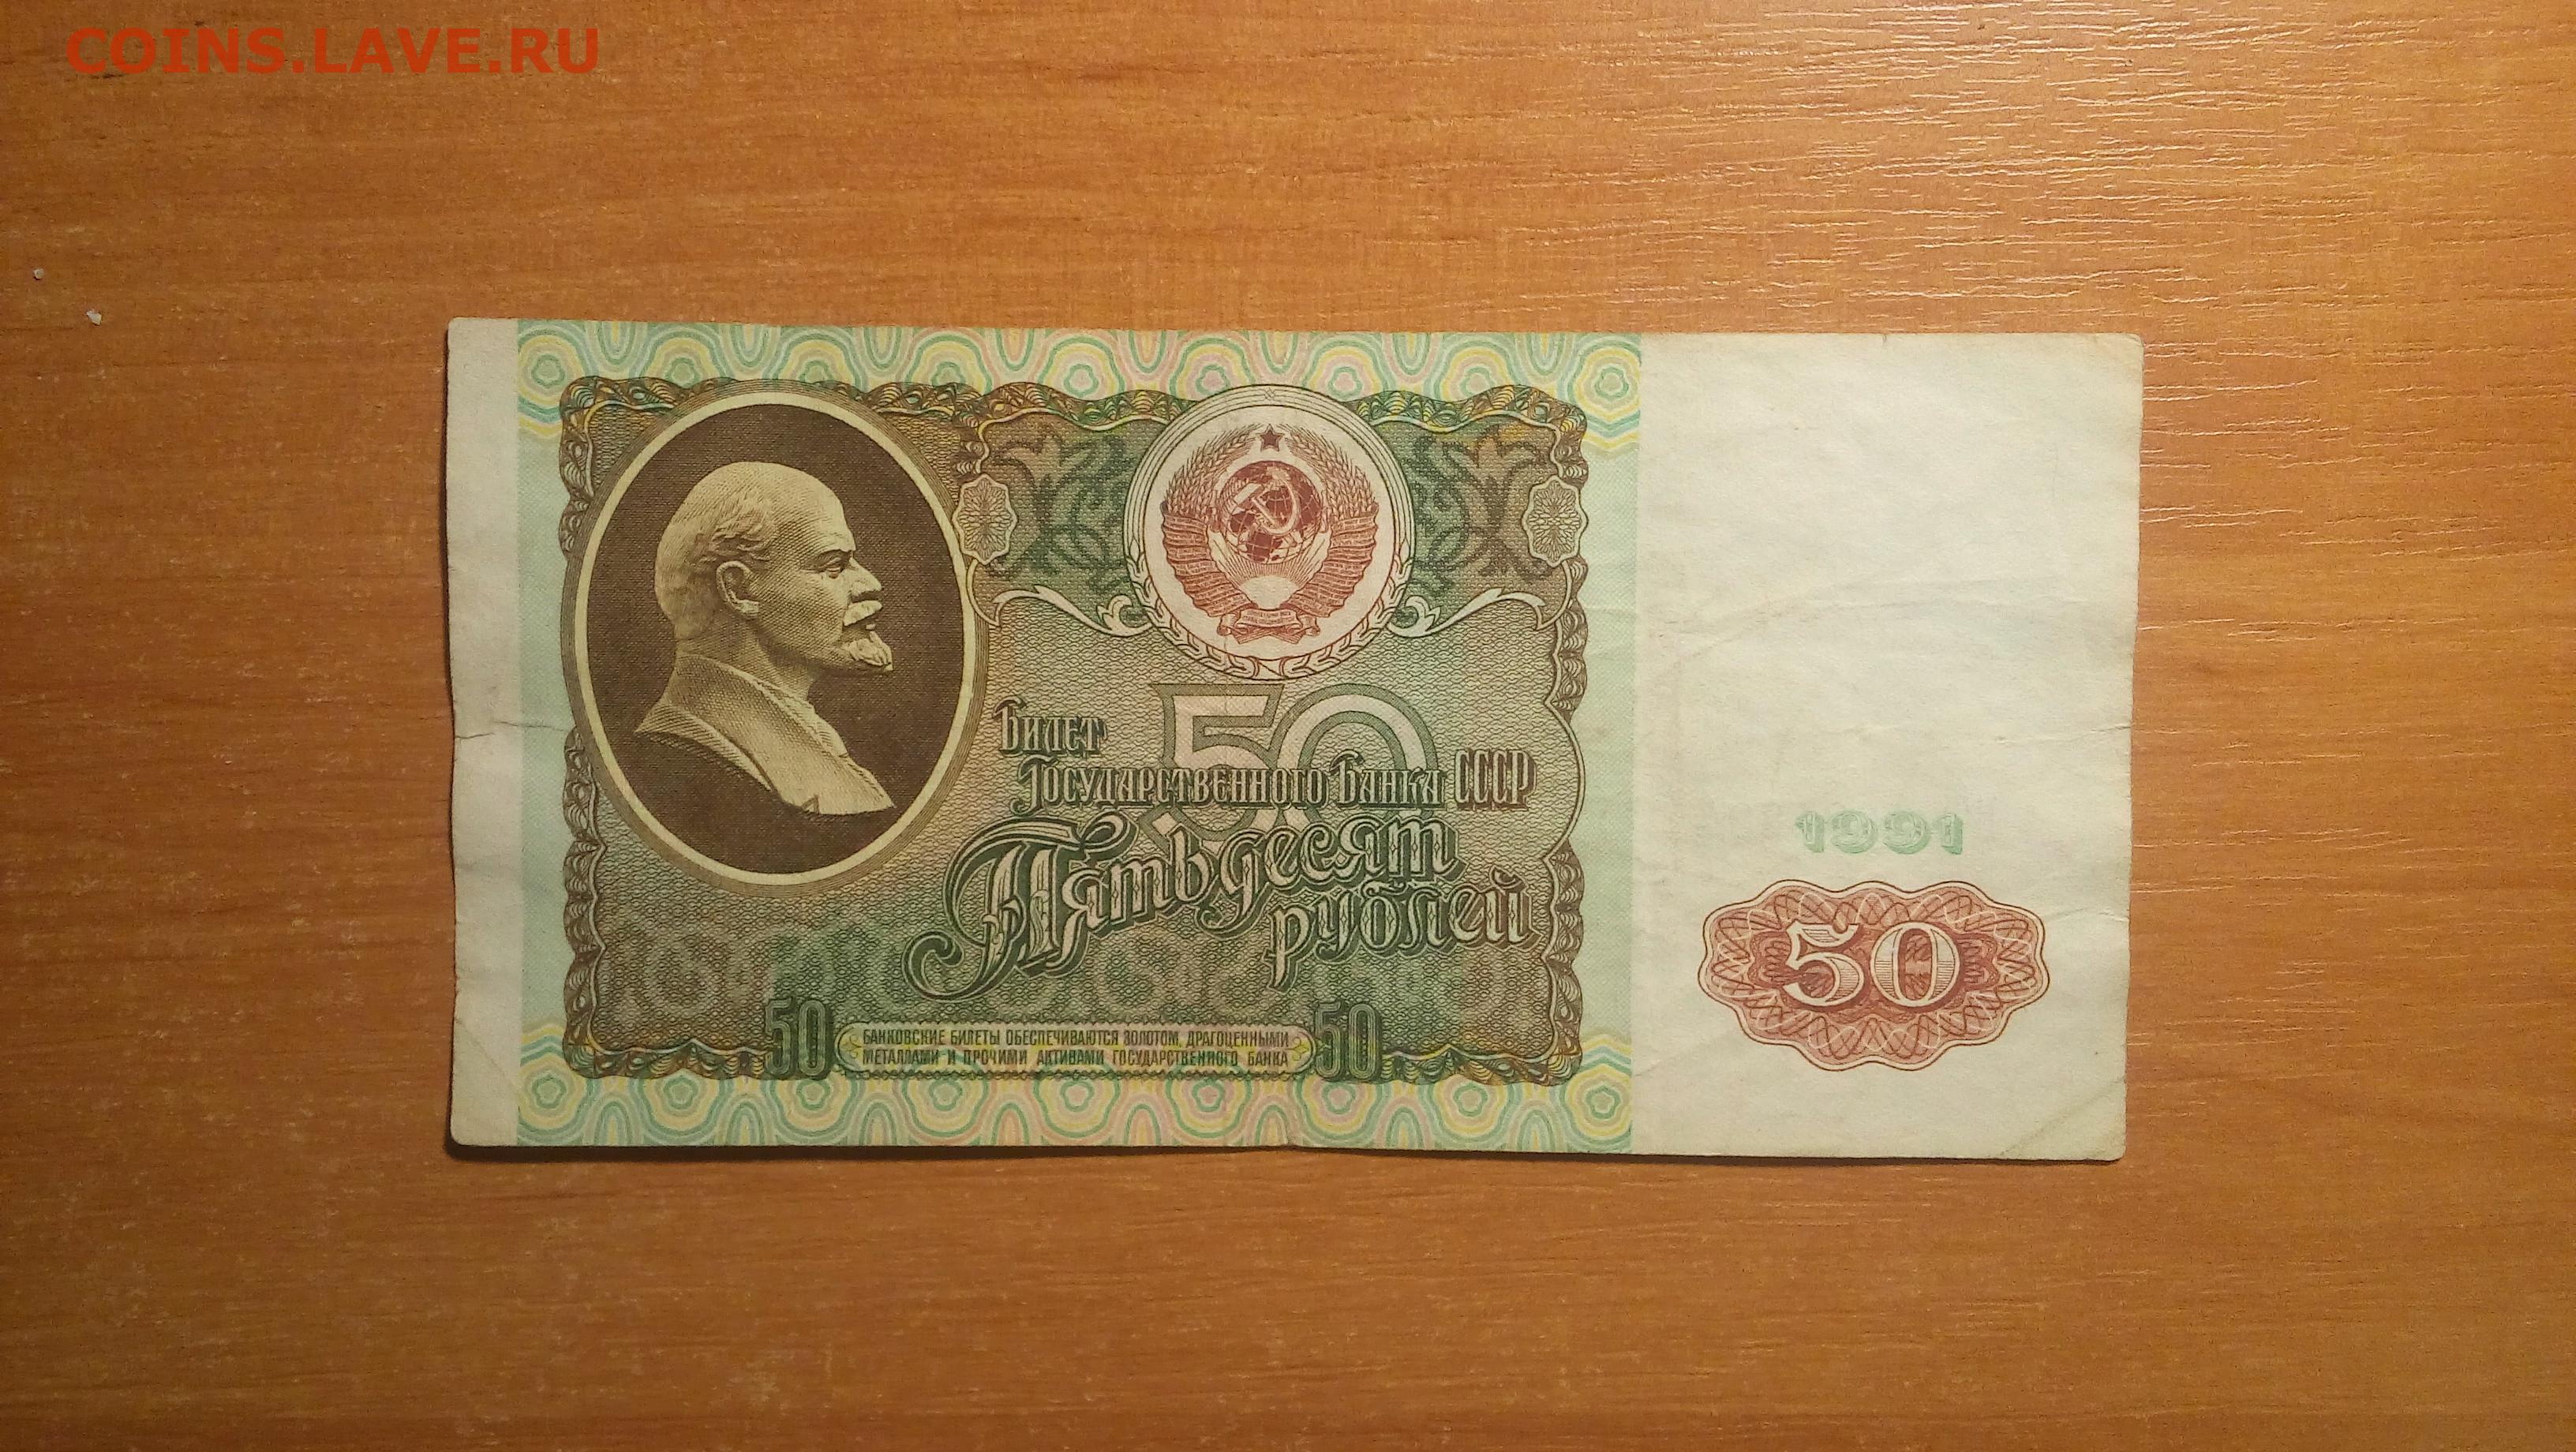 COINS.LAVE.RU
50
Билет
Государственного Банка СССР
Пятьдесят
рублей
1991
50
50
БАНКОВСКИЕ БИЛЕТЫ ОБЕСПЕЧИВАЮТСЯ ЗОЛОТОМ, ДРАГОЦЕННЫМИ
МЕТАЛЛАМИ И ПРОЧИМИ АКТИВАМИ ГОСУДАРСТВЕННОГО БАНКА
50